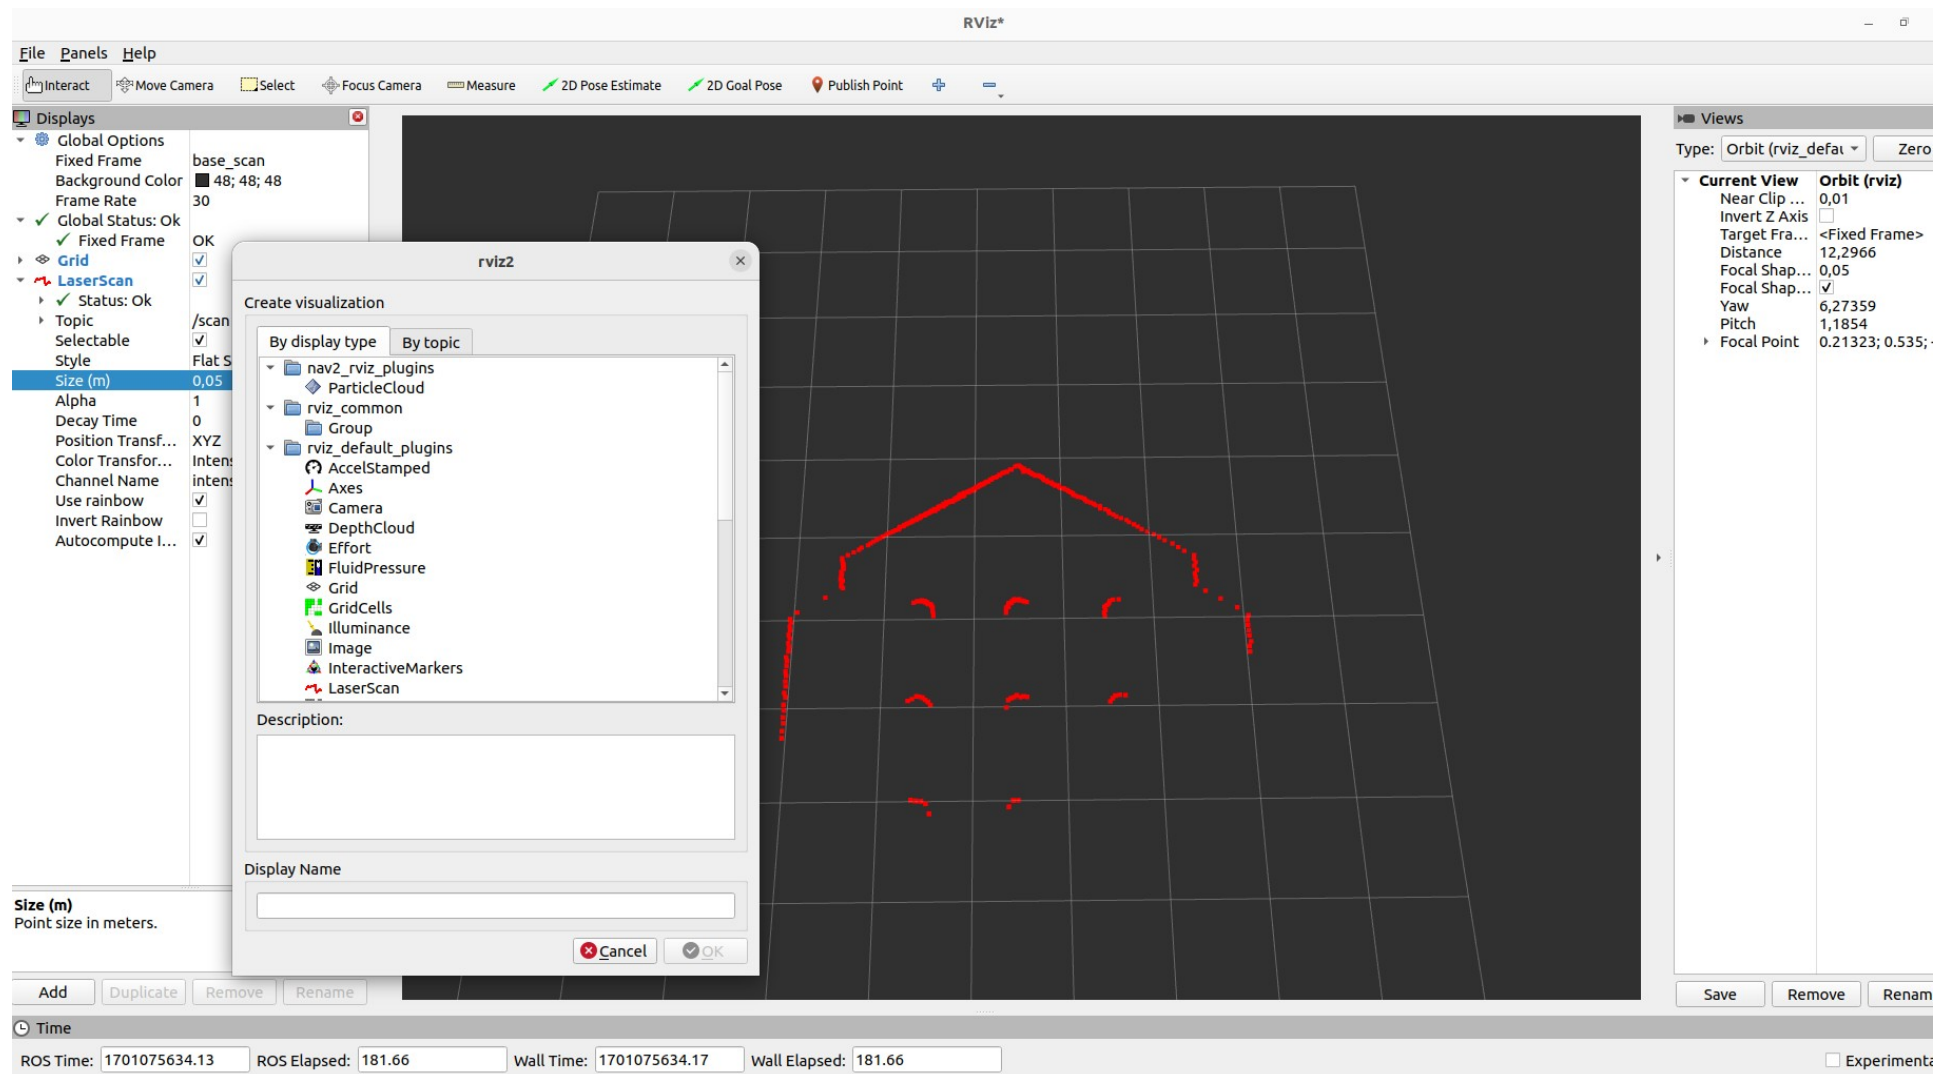 RViz*
File Panels Help
Interact Move Camera Select Focus Camera Measure 2D Pose Estimate 2D Goal Pose Publish Point
Displays
Global Options
Fixed Frame base_scan
Background Color 48; 48; 48
Frame Rate 30
Global Status: Ok
Fixed Frame OK
Grid
LaserScan
Status: Ok
Topic /scan
Selectable
Style Flat S
Size (m) 0,05
Alpha 1
Decay Time 0
Position Transf... XYZ
Color Transfor... Intens
Channel Name intens
Use rainbow
Invert Rainbow
Autocompute I...
Size (m)
Point size in meters.
Add Duplicate Remove Rename
rviz2
Create visualization
By display type By topic
nav2_rviz_plugins
ParticleCloud
rviz_common
Group
rviz_default_plugins
AccelStamped
Axes
Camera
DepthCloud
Effort
FluidPressure
Grid
GridCells
Illuminance
Image
InteractiveMarkers
LaserScan
Description:
Display Name
Cancel OK
Views
Type: Orbit (rviz_defau Zero
Current View Orbit (rviz)
Near Clip ... 0,01
Invert Z Axis
Target Fra... <Fixed Frame>
Distance 12,2966
Focal Shap... 0,05
Focal Shap...
Yaw 6,27359
Pitch 1,1854
Focal Point 0.21323; 0.535; -
Save Remove Renam
Time
ROS Time: 1701075634.13 ROS Elapsed: 181.66 Wall Time: 1701075634.17 Wall Elapsed: 181.66 Experimenta